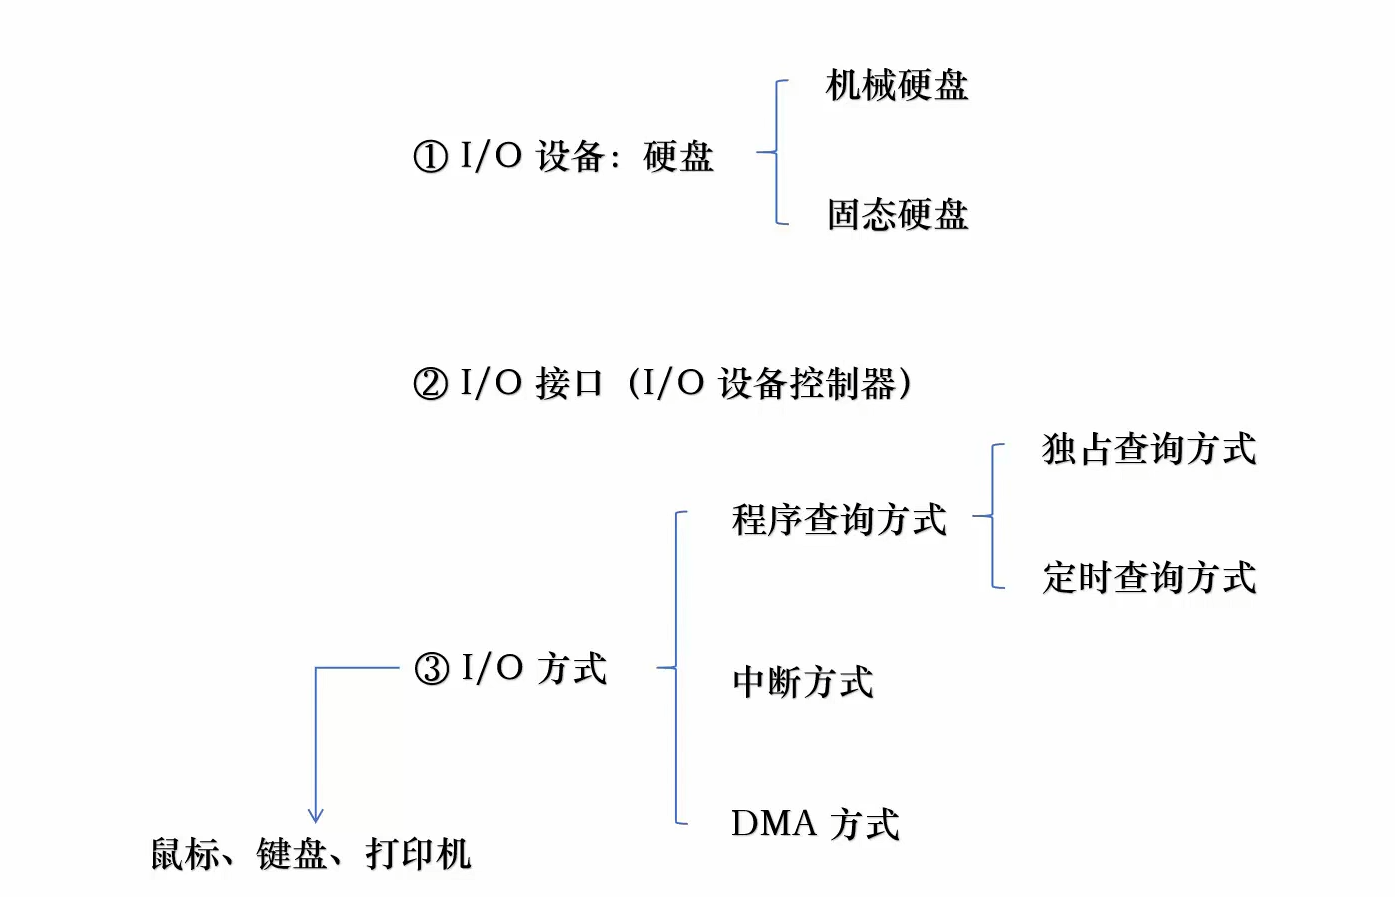 机械硬盘
① I/O 设备：硬盘
固态硬盘
② I/O 接口（I/O 设备控制器）
独占查询方式
程序查询方式
定时查询方式
③ I/O 方式
中断方式
DMA 方式
鼠标、键盘、打印机